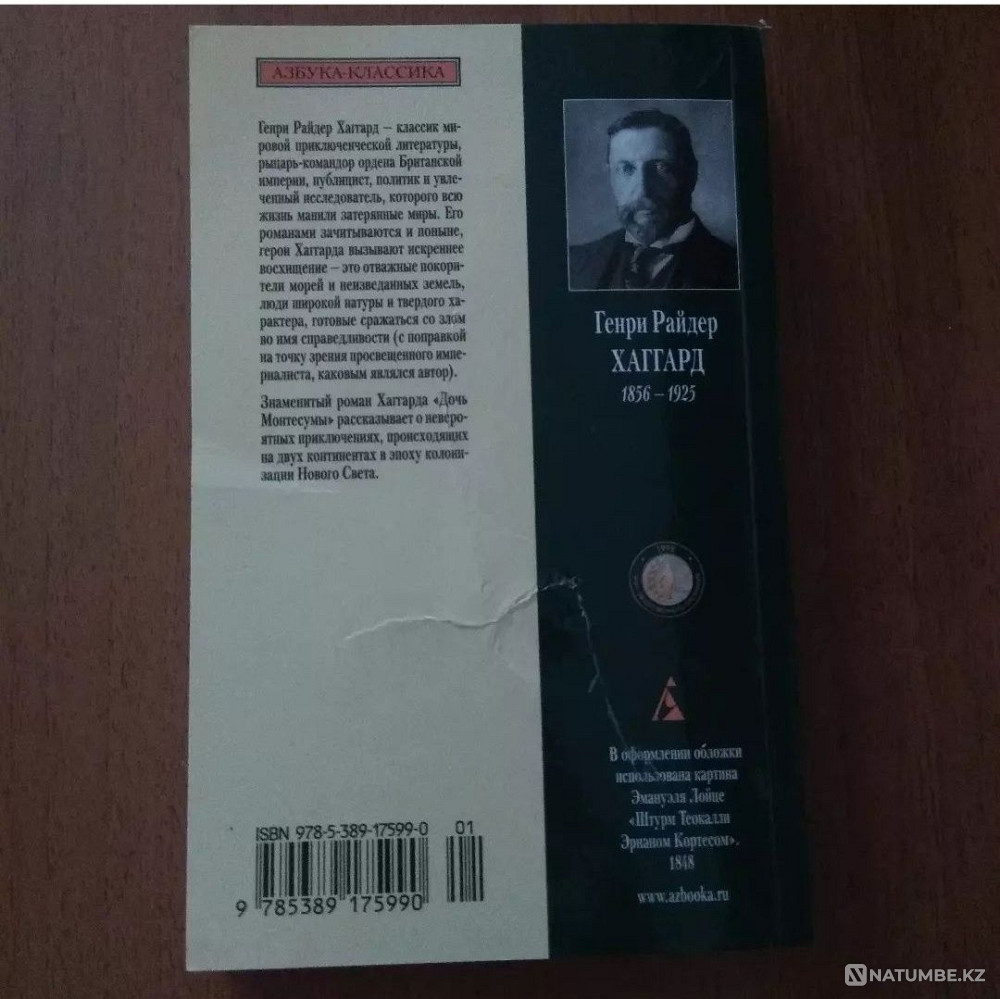 АЗБУКА-КЛАССИКА
Генри Райдер Хаггард – классик ми-
ровой приключенческой литературы,
рыцарь-командор ордена Британской
империи, публицист, политик и увле-
ченный исследователь, которого всю
жизнь манили затерянные миры. Его
романами зачитываются и поныне,
герои Хаггарда вызывают искреннее
восхищение – это отважные покори-
тели морей и неизведанных земель,
люди широкой натуры и твердого ха-
рактера, готовые сражаться со злом
во имя справедливости (с поправкой
на точку зрения просвещенного импе-
риалиста, каковым являлся автор).
Знаменитый роман Хаггарда «Дочь
Монтесумы» рассказывает о неверо-
ятных приключениях, происходящих
на двух континентах в эпоху колони-
зации Нового Света.
ISBN 978-5-389-17599-0 01
9 785389 175990
Генри Райдер
ХАГГАРД
1856 – 1925
В оформлении обложки
использована картина
Эмануэля Лойце
«Штурм Теокалли
Эрнаном Кортесом».
1848
www.azbooka.ru
NATUMBE.KZ